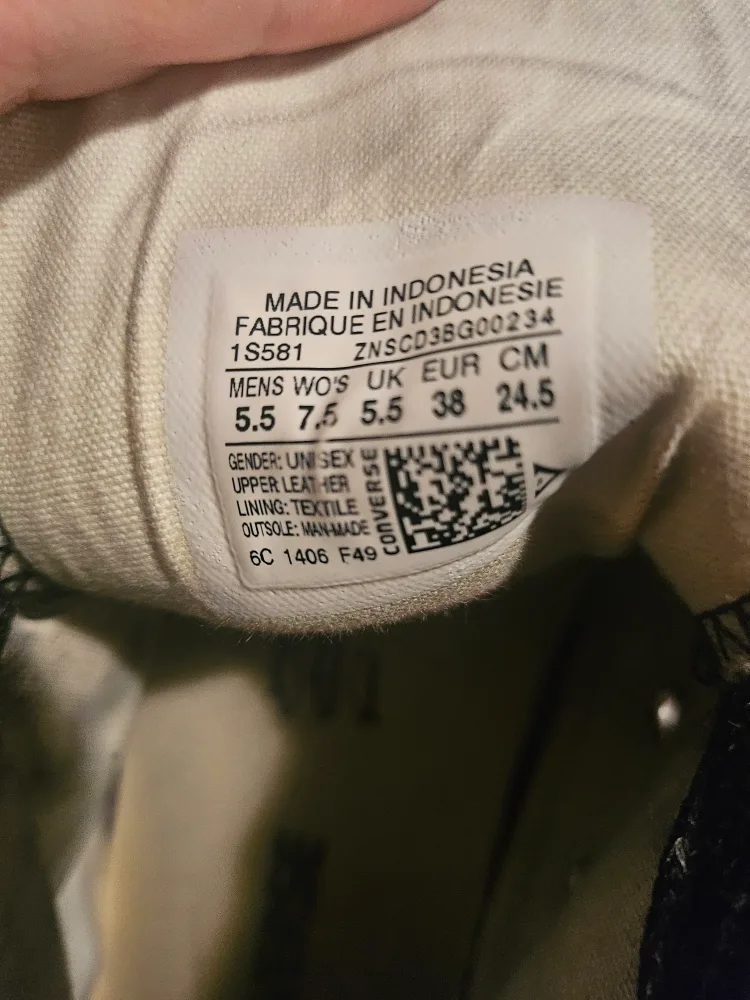 MADE IN INDONESIA
FABRIQUE EN INDONESIE
1S581 ZNSCD3BG00234
MENS WO'S UK EUR CM
5.5 7.5 5.5 38 24.5
GENDER: UNISEX
UPPER LEATHER
LINING: TEXTILE
OUTSOLE: MAN-MADE
6C 1406 F49
CONVERSE